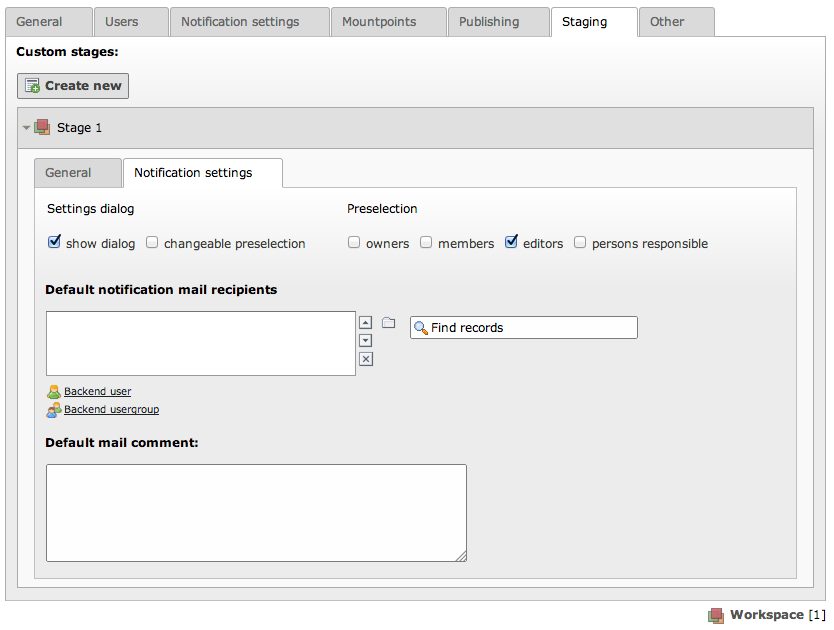 General Users Notification settings Mountpoints Publishing Staging Other
Custom stages:
Create new
Stage 1
General Notification settings
Settings dialog Preselection
show dialog changeable preselection owners members editors persons responsible
Default notification mail recipients
Find records
Backend user
Backend usergroup
Default mail comment:
Workspace [1]